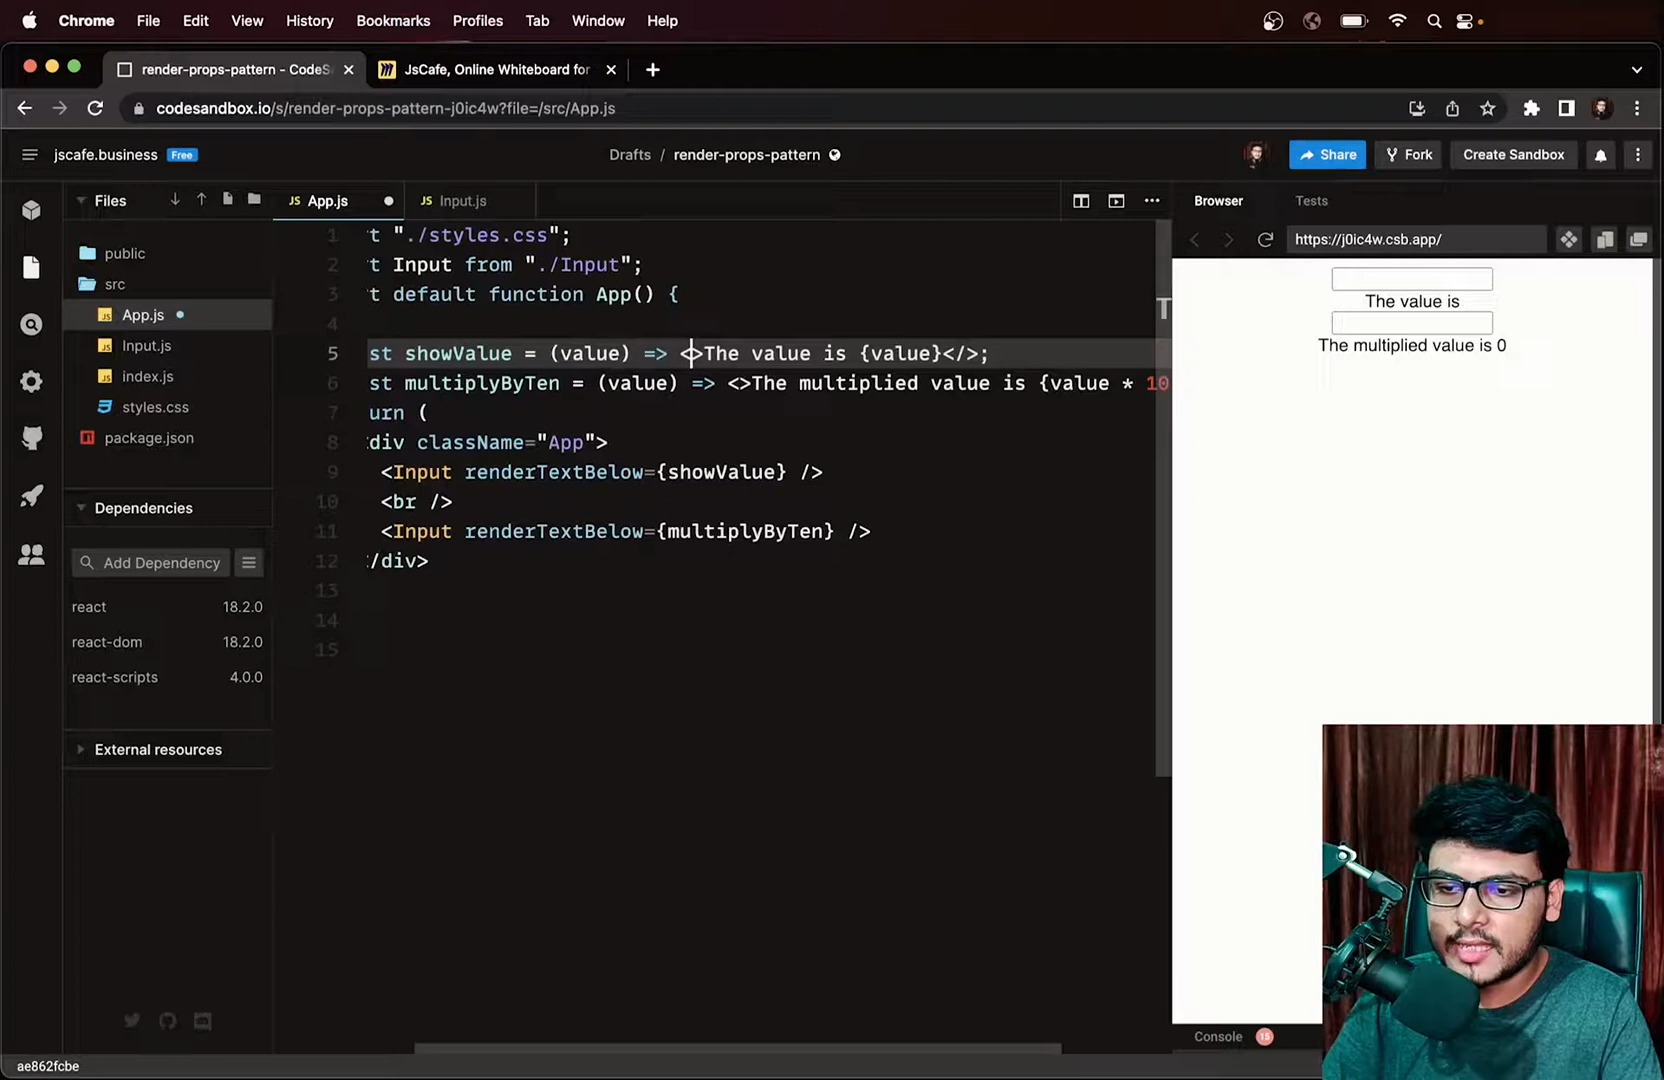 Chrome File Edit View History Bookmarks Profiles Tab Window Help
render-props-pattern - CodeS
JsCafe, Online Whiteboard for
codesandbox.io/s/render-props-pattern-j0ic4w?file=/src/App.js
jscafe.business Free
Drafts / render-props-pattern
Share Fork Create Sandbox
Files
JS App.js
JS Input.js
Browser Tests
https://j0ic4w.csb.app/
public
src
App.js
Input.js
index.js
styles.css
package.json
Dependencies
Add Dependency
react 18.2.0
react-dom 18.2.0
react-scripts 4.0.0
External resources
1 t "./styles.css";
2 t Input from "./Input";
3 t default function App() {
4
5 st showValue = (value) => <>The value is {value}</>;
6 st multiplyByTen = (value) => <>The multiplied value is {value * 10
7 urn (
8 div className="App">
9 <Input renderTextBelow={showValue} />
10 <br />
11 <Input renderTextBelow={multiplyByTen} />
12 /div>
13
14
15
The value is
The multiplied value is 0
Console 15
ae862fcbe